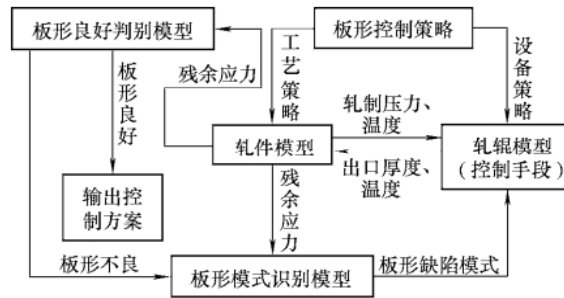 板形良好判别模型
板形控制策略
残余应力
工艺策略
设备策略
板形良好
轧制压力、
温度
轧件模型
轧辊模型
(控制手段)
出口厚度、
温度
输出控
制方案
残余应力
板形不良
板形模式识别模型
板形缺陷模式